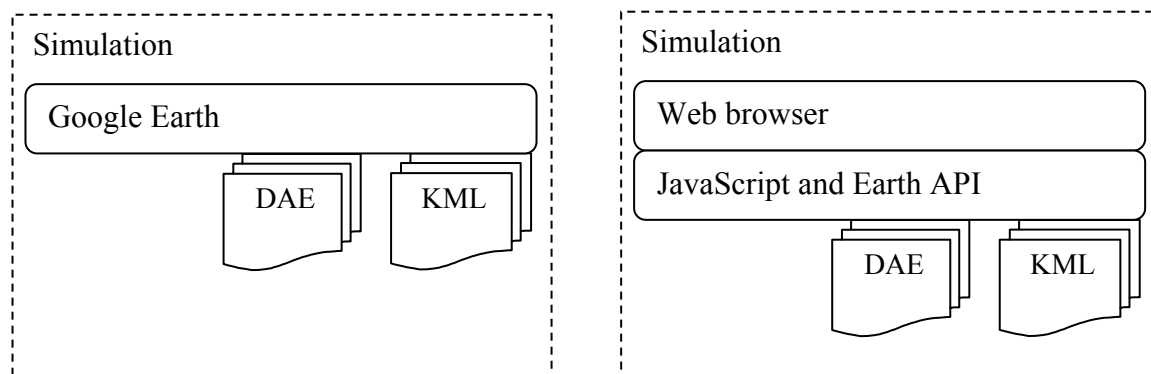 Simulation
Google Earth
DAE
KML
Simulation
Web browser
JavaScript and Earth API
DAE
KML